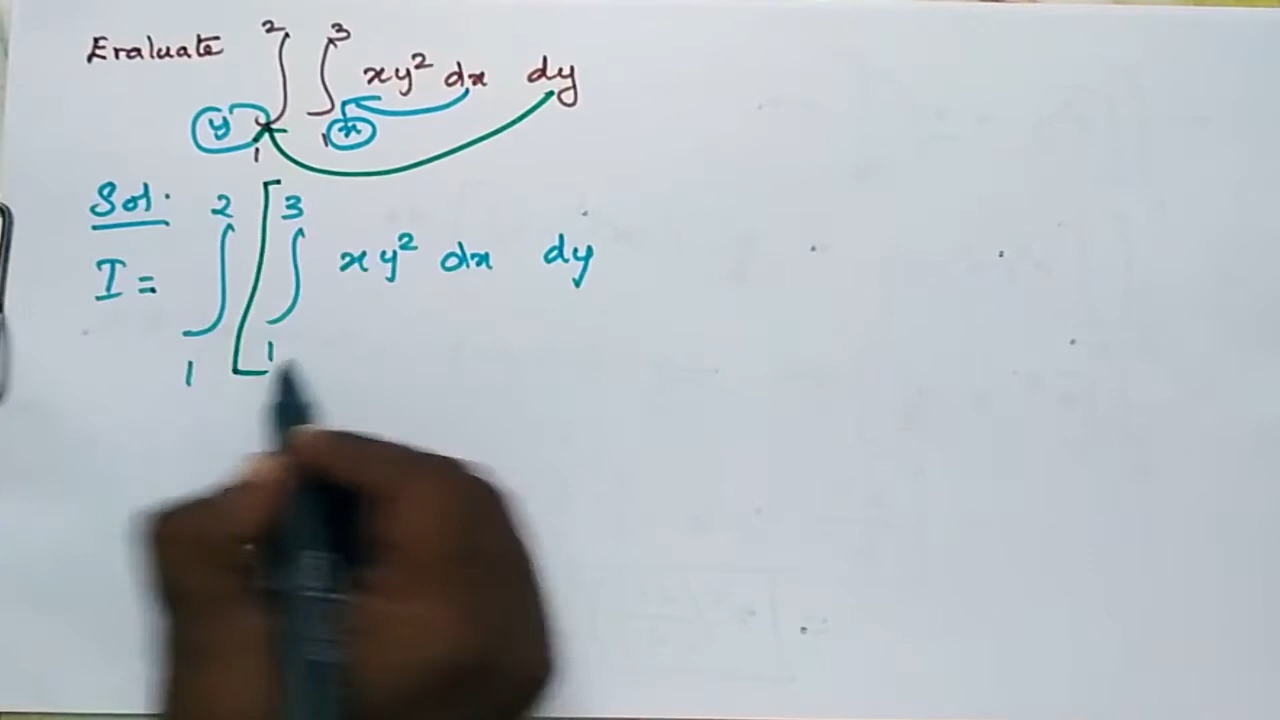 Evaluate ∫₁² ∫₁³ xy² dx dy
y x
Sol.
I = ∫₁² [ ∫₁³ xy² dx dy